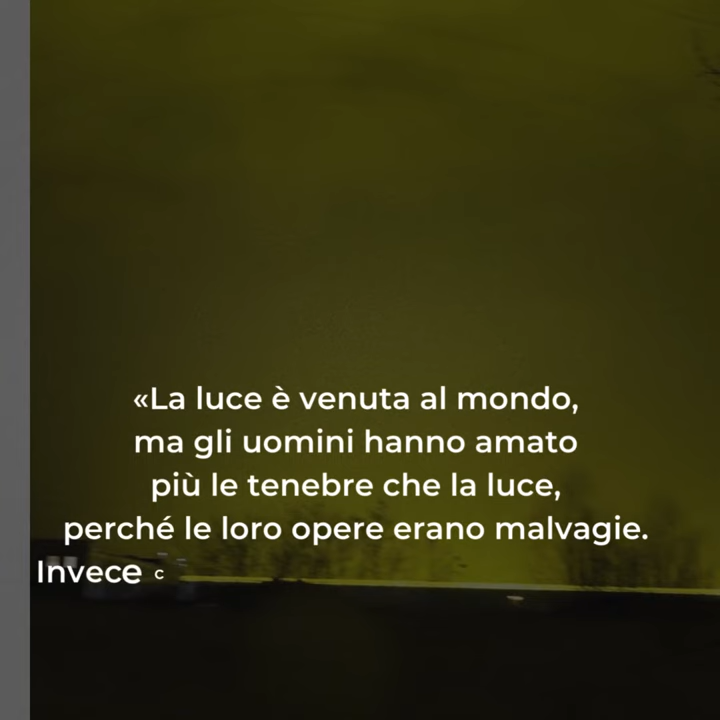 «La luce è venuta al mondo,
ma gli uomini hanno amato
più le tenebre che la luce,
perché le loro opere erano malvagie.
Invece c